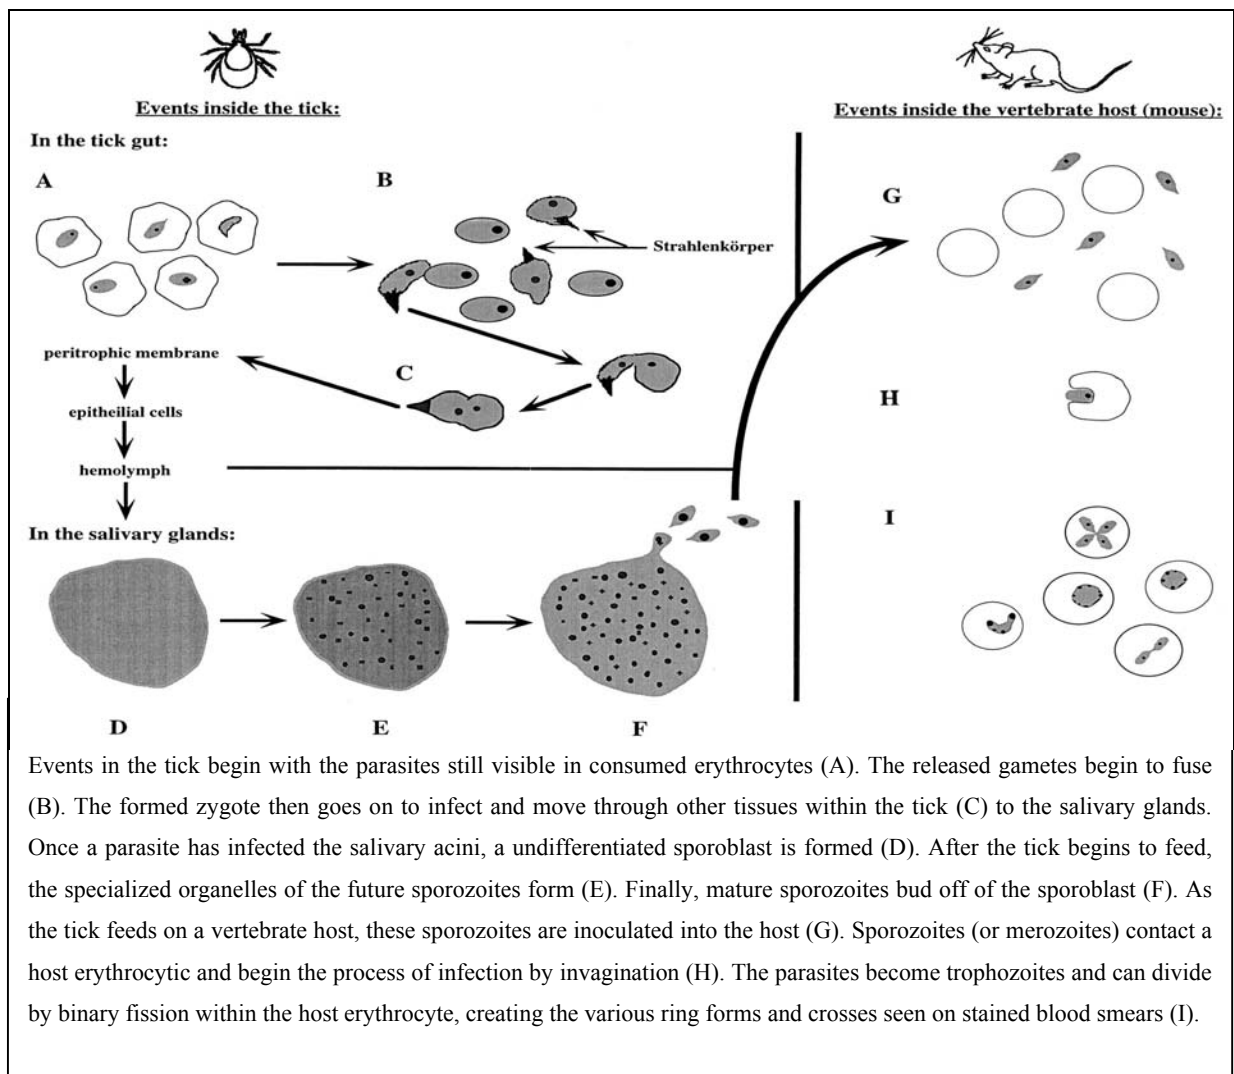 Events inside the tick:
Events inside the vertebrate host (mouse):
In the tick gut:
A
B
G
Strahlenkörper
peritrophic membrane
C
epitheilial cells
H
hemolymph
I
In the salivary glands:
D
E
F
Events in the tick begin with the parasites still visible in consumed erythrocytes (A). The released gametes begin to fuse
(B). The formed zygote then goes on to infect and move through other tissues within the tick (C) to the salivary glands.
Once a parasite has infected the salivary acini, a undifferentiated sporoblast is formed (D). After the tick begins to feed,
the specialized organelles of the future sporozoites form (E). Finally, mature sporozoites bud off of the sporoblast (F). As
the tick feeds on a vertebrate host, these sporozoites are inoculated into the host (G). Sporozoites (or merozoites) contact a
host erythrocytic and begin the process of infection by invagination (H). The parasites become trophozoites and can divide
by binary fission within the host erythrocyte, creating the various ring forms and crosses seen on stained blood smears (I).